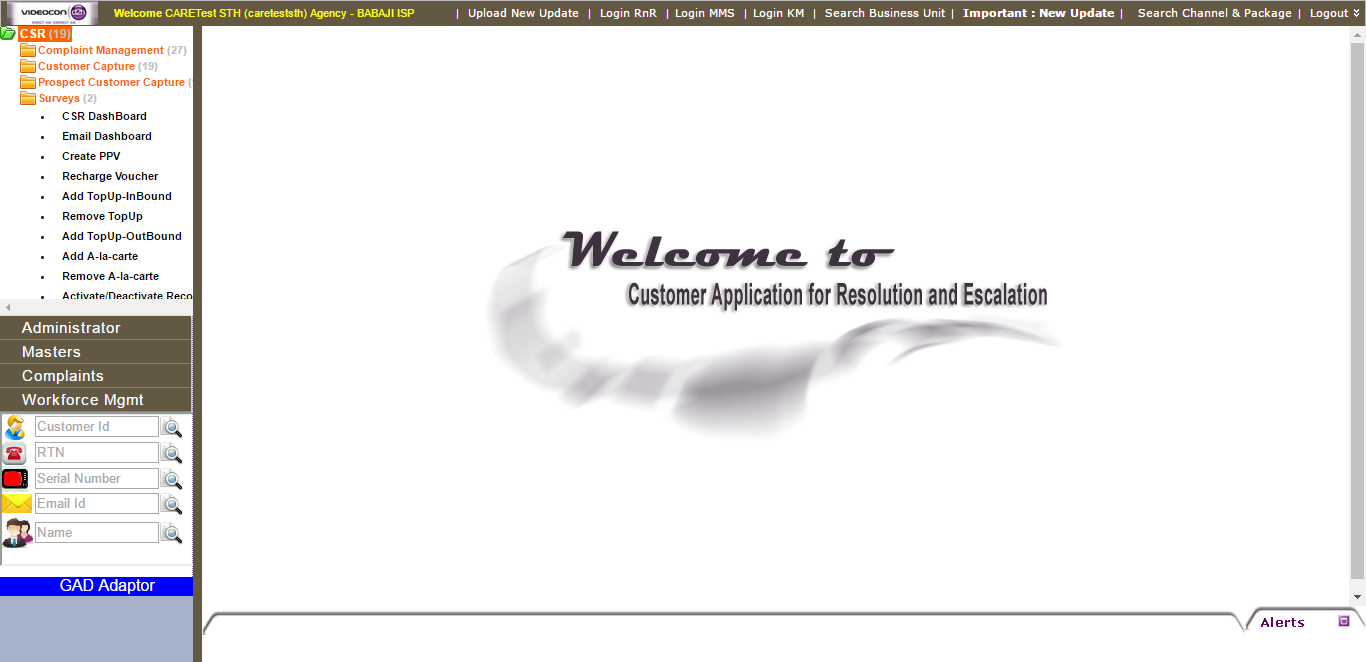 VIDEOCON d2h
Welcome CARETest STH (careteststh) Agency - BABAJI ISP
| Upload New Update | Login RnR | Login MMS | Login KM | Search Business Unit | Important : New Update | Search Channel & Package | Logout
CSR (19)
Complaint Management (27)
Customer Capture (19)
Prospect Customer Capture (
Surveys (2)
• CSR DashBoard
• Email Dashboard
• Create PPV
• Recharge Voucher
• Add TopUp-InBound
• Remove TopUp
• Add TopUp-OutBound
• Add A-la-carte
• Remove A-la-carte
• Activate/Deactivate Reco
Administrator
Masters
Complaints
Workforce Mgmt
Customer Id
RTN
Serial Number
Email Id
Name
GAD Adaptor
Welcome to
Customer Application for Resolution and Escalation
Alerts